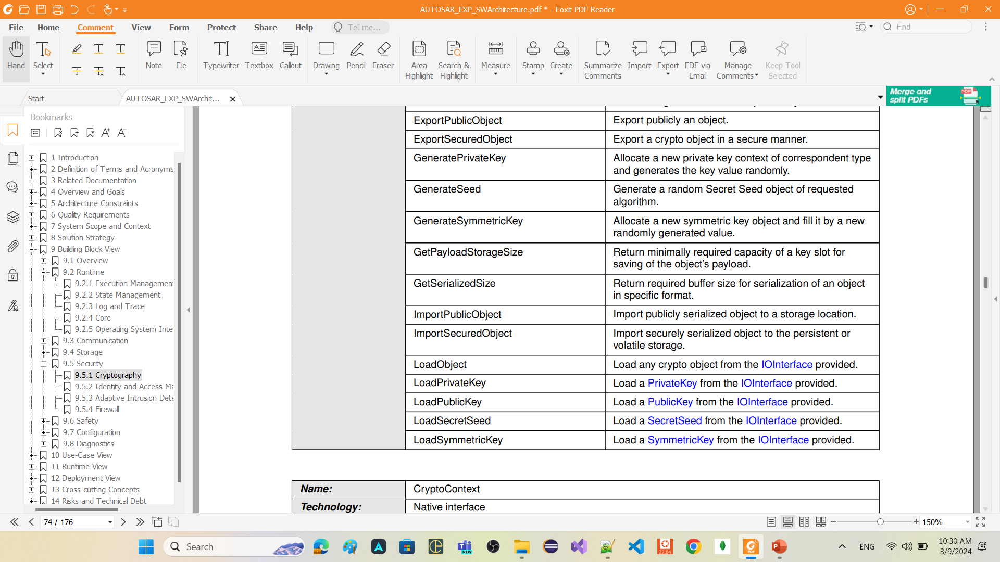 AUTOSAR_EXP_SWArchitecture.pdf * - Foxit PDF Reader
File
Home
Comment
View
Form
Protect
Share
Help
Tell me...
Find
Hand
Select
Note
File
Typewriter
Textbox
Callout
Drawing
Pencil
Eraser
Area
Highlight
Search &
Highlight
Measure
Stamp
Create
Summarize
Comments
Import
Export
FDF via
Email
Manage
Comments
Keep Tool
Selected
Start
AUTOSAR_EXP_SWArchit...
Merge and
split PDFs
PDF
Bookmarks
1 Introduction
2 Definition of Terms and Acronyms
3 Related Documentation
4 Overview and Goals
5 Architecture Constraints
6 Quality Requirements
7 System Scope and Context
8 Solution Strategy
9 Building Block View
9.1 Overview
9.2 Runtime
9.2.1 Execution Management
9.2.2 State Management
9.2.3 Log and Trace
9.2.4 Core
9.2.5 Operating System Inte
9.3 Communication
9.4 Storage
9.5 Security
9.5.1 Cryptography
9.5.2 Identity and Access Ma
9.5.3 Adaptive Intrusion Dete
9.5.4 Firewall
9.6 Safety
9.7 Configuration
9.8 Diagnostics
10 Use-Case View
11 Runtime View
12 Deployment View
13 Cross-cutting Concepts
14 Risks and Technical Debt
ExportPublicObject
Export publicly an object.
ExportSecuredObject
Export a crypto object in a secure manner.
GeneratePrivateKey
Allocate a new private key context of correspondent type
and generates the key value randomly.
GenerateSeed
Generate a random Secret Seed object of requested
algorithm.
GenerateSymmetricKey
Allocate a new symmetric key object and fill it by a new
randomly generated value.
GetPayloadStorageSize
Return minimally required capacity of a key slot for
saving of the object's payload.
GetSerializedSize
Return required buffer size for serialization of an object
in specific format.
ImportPublicObject
Import publicly serialized object to a storage location.
ImportSecuredObject
Import securely serialized object to the persistent or
volatile storage.
LoadObject
Load any crypto object from the IOInterface provided.
LoadPrivateKey
Load a PrivateKey from the IOInterface provided.
LoadPublicKey
Load a PublicKey from the IOInterface provided.
LoadSecretSeed
Load a SecretSeed from the IOInterface provided.
LoadSymmetricKey
Load a SymmetricKey from the IOInterface provided.
Name:
CryptoContext
Technology:
Native interface
74 / 176
150%
Search
NEW
22.04
PDF
ENG
10:30 AM
3/9/2024